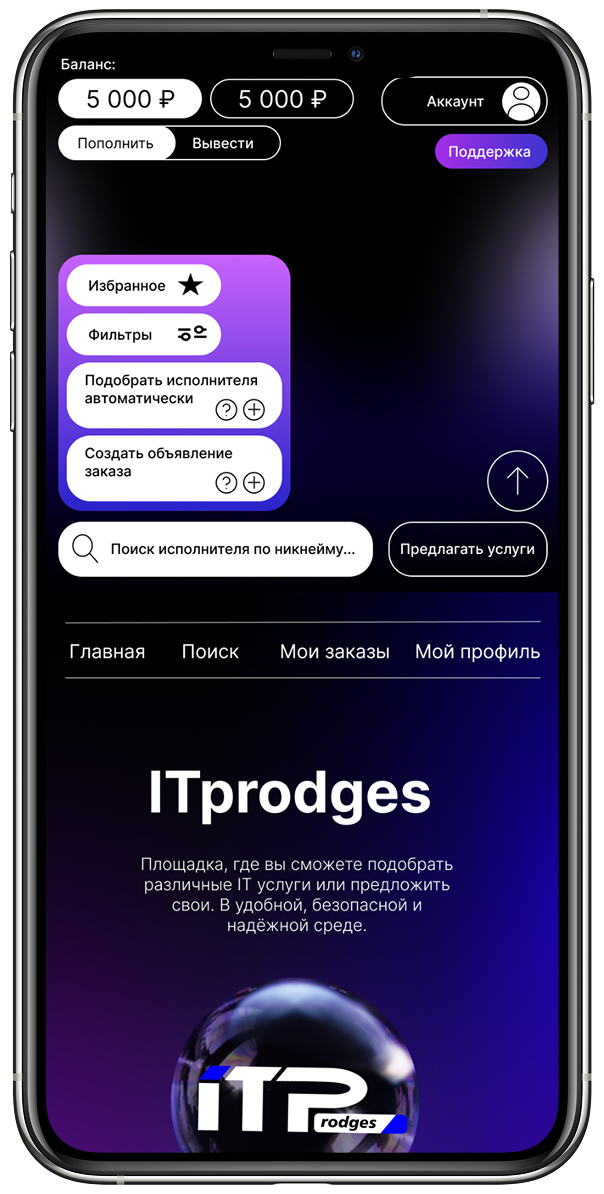 Баланс:
5 000 ₽
5 000 ₽
Аккаунт
Пополнить
Вывести
Поддержка
Избранное
Фильтры
Подобрать исполнителя
автоматически
?
Создать объявление
заказа
?
Поиск исполнителя по никнейму...
Предлагать услуги
Главная
Поиск
Мои заказы
Мой профиль
ITprodges
Площадка, где вы сможете подобрать
различные IT услуги или предложить
свои. В удобной, безопасной и
надёжной среде.
iTP
rodges